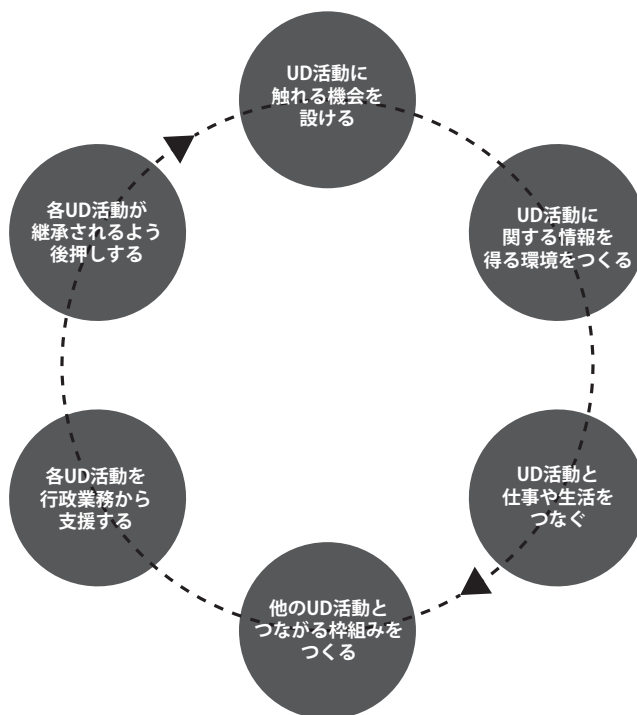 UD活動に
触れる機会を
設ける
UD活動に
関する情報を
得る環境をつくる
UD活動と
仕事や生活を
つなぐ
他のUD活動と
つながる枠組みを
つくる
各UD活動を
行政業務から
支援する
各UD活動が
継承されるよう
後押しする